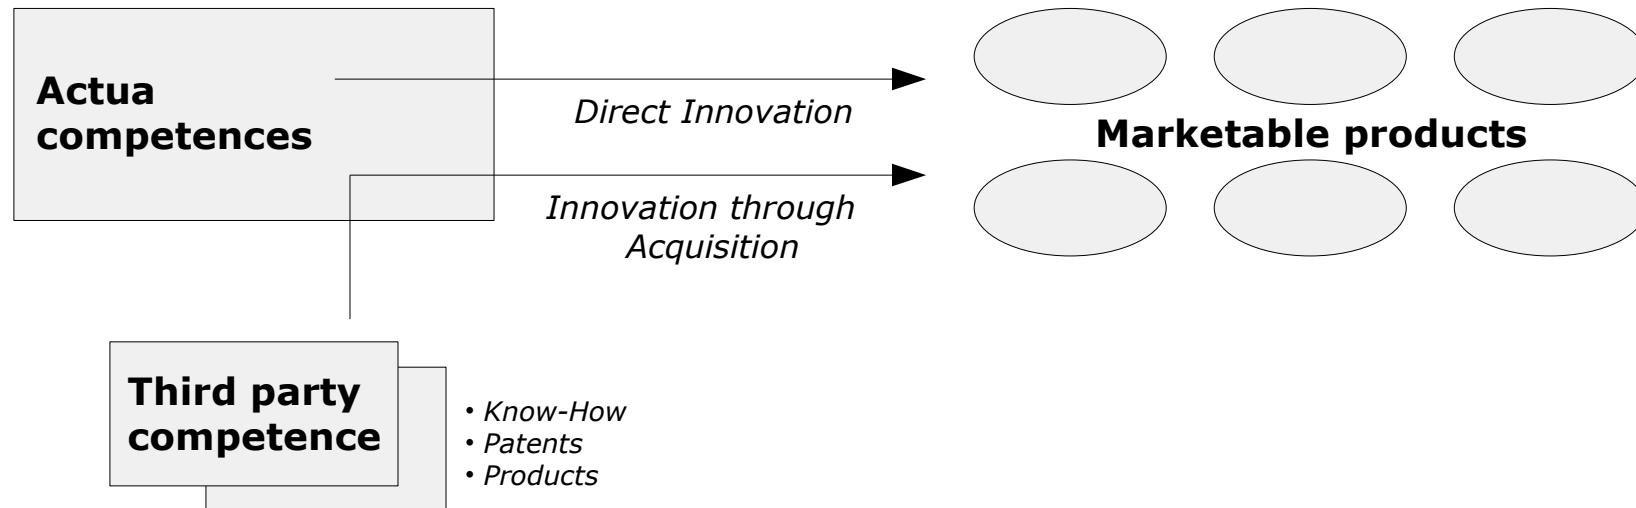 Actua
competences
Direct Innovation
Marketable products
Innovation through
Acquisition
Third party
competence
• Know-How
• Patents
• Products